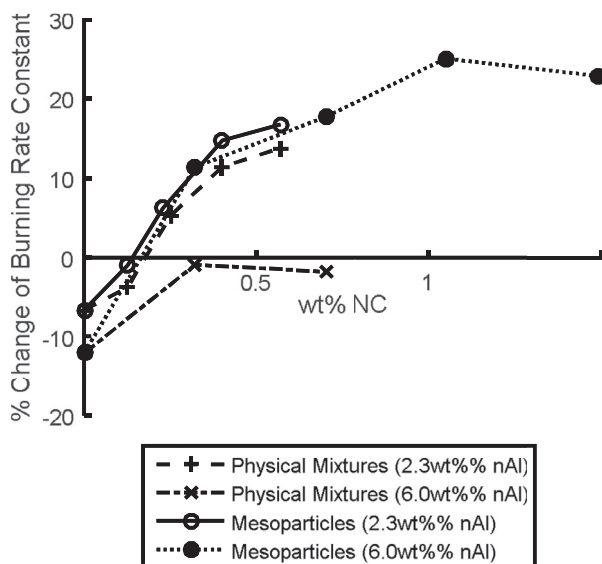 30
20
10
0
-10
-20
0.5
1
wt% NC
% Change of Burning Rate Constant
Physical Mixtures (2.3wt%% nAl)
Physical Mixtures (6.0wt%% nAl)
Mesoparticles (2.3wt%% nAl)
Mesoparticles (6.0wt%% nAl)